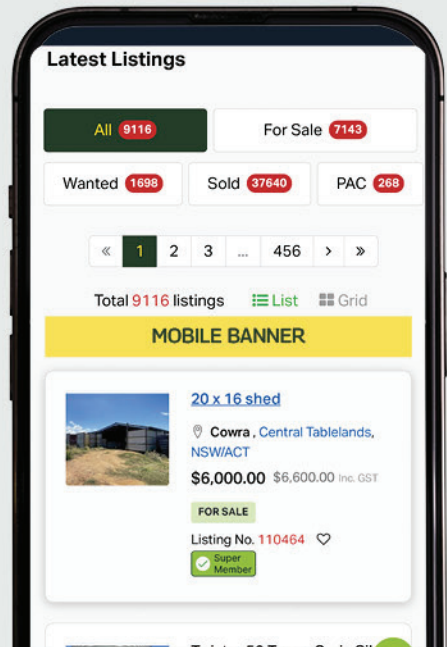 Latest Listings
All 9116
For Sale 7143
Wanted 1698
Sold 37640
PAC 268
« 1 2 3 ... 456 › »
Total 9116 listings List Grid
MOBILE BANNER
20 x 16 shed
Cowra , Central Tablelands,
NSW/ACT
$6,000.00 $6,600.00 Inc. GST
FOR SALE
Listing No. 110464
Super
Member